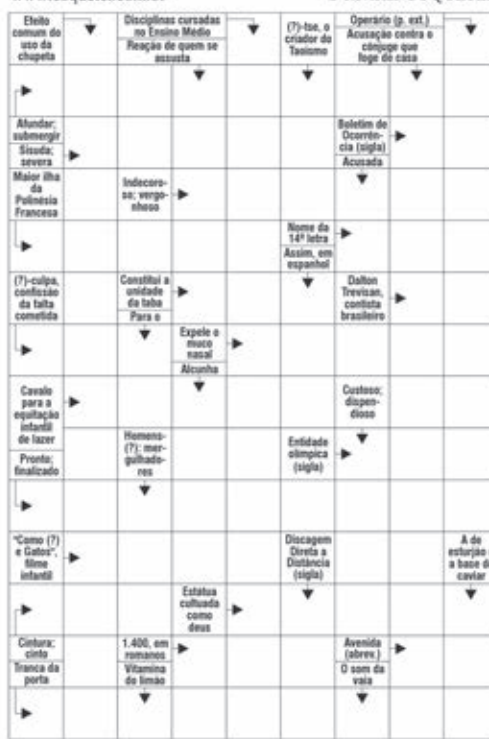 Efeito
comum do
uso da
chupeta
Disciplinas cursadas
no Ensino Médio
Reação de quem se
assusta
(?)-tse, o
criador do
Taoismo
Operário (p. ext.)
Acusação contra o
cônjuge que
foge de casa
Afundar;
submergir
Sisuda;
severa
Boletim de
Ocorrên-
cia (sigla)
Acusada
Maior ilha
da
Polinésia
Francesa
Indecoro-
so; vergo-
nhoso
Nome da
14ª letra
Assim, em
espanhol
(?)-culpa,
confissão
da falta
cometida
Constitui a
unidade
da taba
Para o
Dalton
Trevisan,
contista
brasileiro
Expele o
muco
nasal
Alcunha
Cavalo
para a
equitação
infantil
de lazer
Custoso;
dispen-
dioso
Pronto;
finalizado
Homens-
(?): mer-
gulhado-
res
Entidade
olímpica
(sigla)
"Como (?)
e Gatos",
filme
infantil
Discagem
Direta a
Distância
(sigla)
A de
esturjão é
a base do
caviar
Estátua
cultuada
como
deus
Cintura;
cinto
Tranca da
porta
1.400, em
romanos
Vitamina
do limão
Avenida
(abrev.)
O som da
vaia